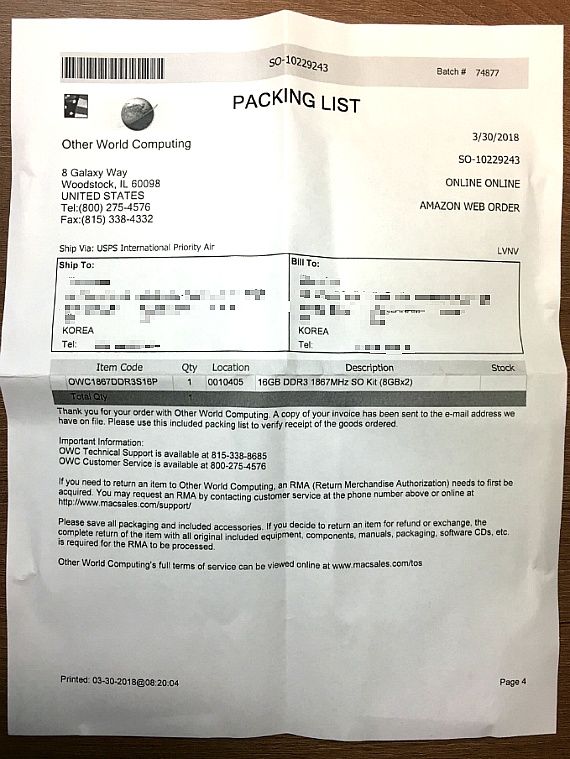 SO-10229243
Batch # 74877
PACKING LIST
Other World Computing
3/30/2018
SO-10229243
8 Galaxy Way
Woodstock, IL 60098
UNITED STATES
Tel:(800) 275-4576
Fax:(815) 338-4332
ONLINE ONLINE
AMAZON WEB ORDER
Ship Via: USPS International Priority Air
LVNV
Ship To:
KOREA
Tel:
Bill To:
KOREA
Tel:
Item Code Qty Location Description Stock
OWC1867DDR3S16P 1 0010405 16GB DDR3 1867MHz SO Kit (8GBx2)
Total Qty 1
Thank you for your order with Other World Computing. A copy of your invoice has been sent to the e-mail address we
have on file. Please use this included packing list to verify receipt of the goods ordered.
Important Information:
OWC Technical Support is available at 815-338-8685
OWC Customer Service is available at 800-275-4576
If you need to return an item to Other World Computing, an RMA (Return Merchandise Authorization) needs to first be
acquired. You may request an RMA by contacting customer service at the phone number above or online at
http://www.macsales.com/support/
Please save all packaging and included accessories. If you decide to return an item for refund or exchange, the
complete return of the item with all original included equipment, components, manuals, packaging, software CDs, etc.
is required for the RMA to be processed.
Other World Computing's full terms of service can be viewed online at www.macsales.com/tos
Printed: 03-30-2018@08:20:04
Page 4